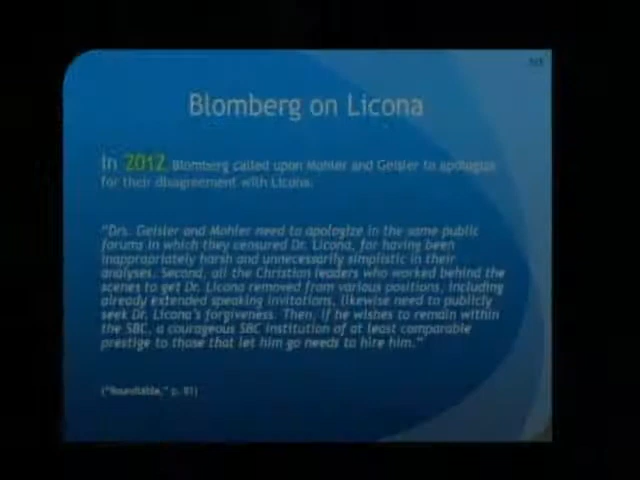 Blomberg on Licona
In 2012, Blomberg called upon Mohler and Geisler to apologize
for their disagreement with Licona.
"Drs. Geisler and Mohler need to apologize in the same public
forums in which they censured Dr. Licona, for having been
inappropriately harsh and unnecessarily simplistic in their
analyses. Second, all the Christian leaders who worked behind the
scenes to get Dr. Licona removed from various positions, including
already extended speaking invitations, likewise need to publicly
seek Dr. Licona's forgiveness. Then, if he wishes to remain within
the SBC, a courageous SBC institution of at least comparable
prestige to those that let him go needs to hire him."
("Roundtable," p.